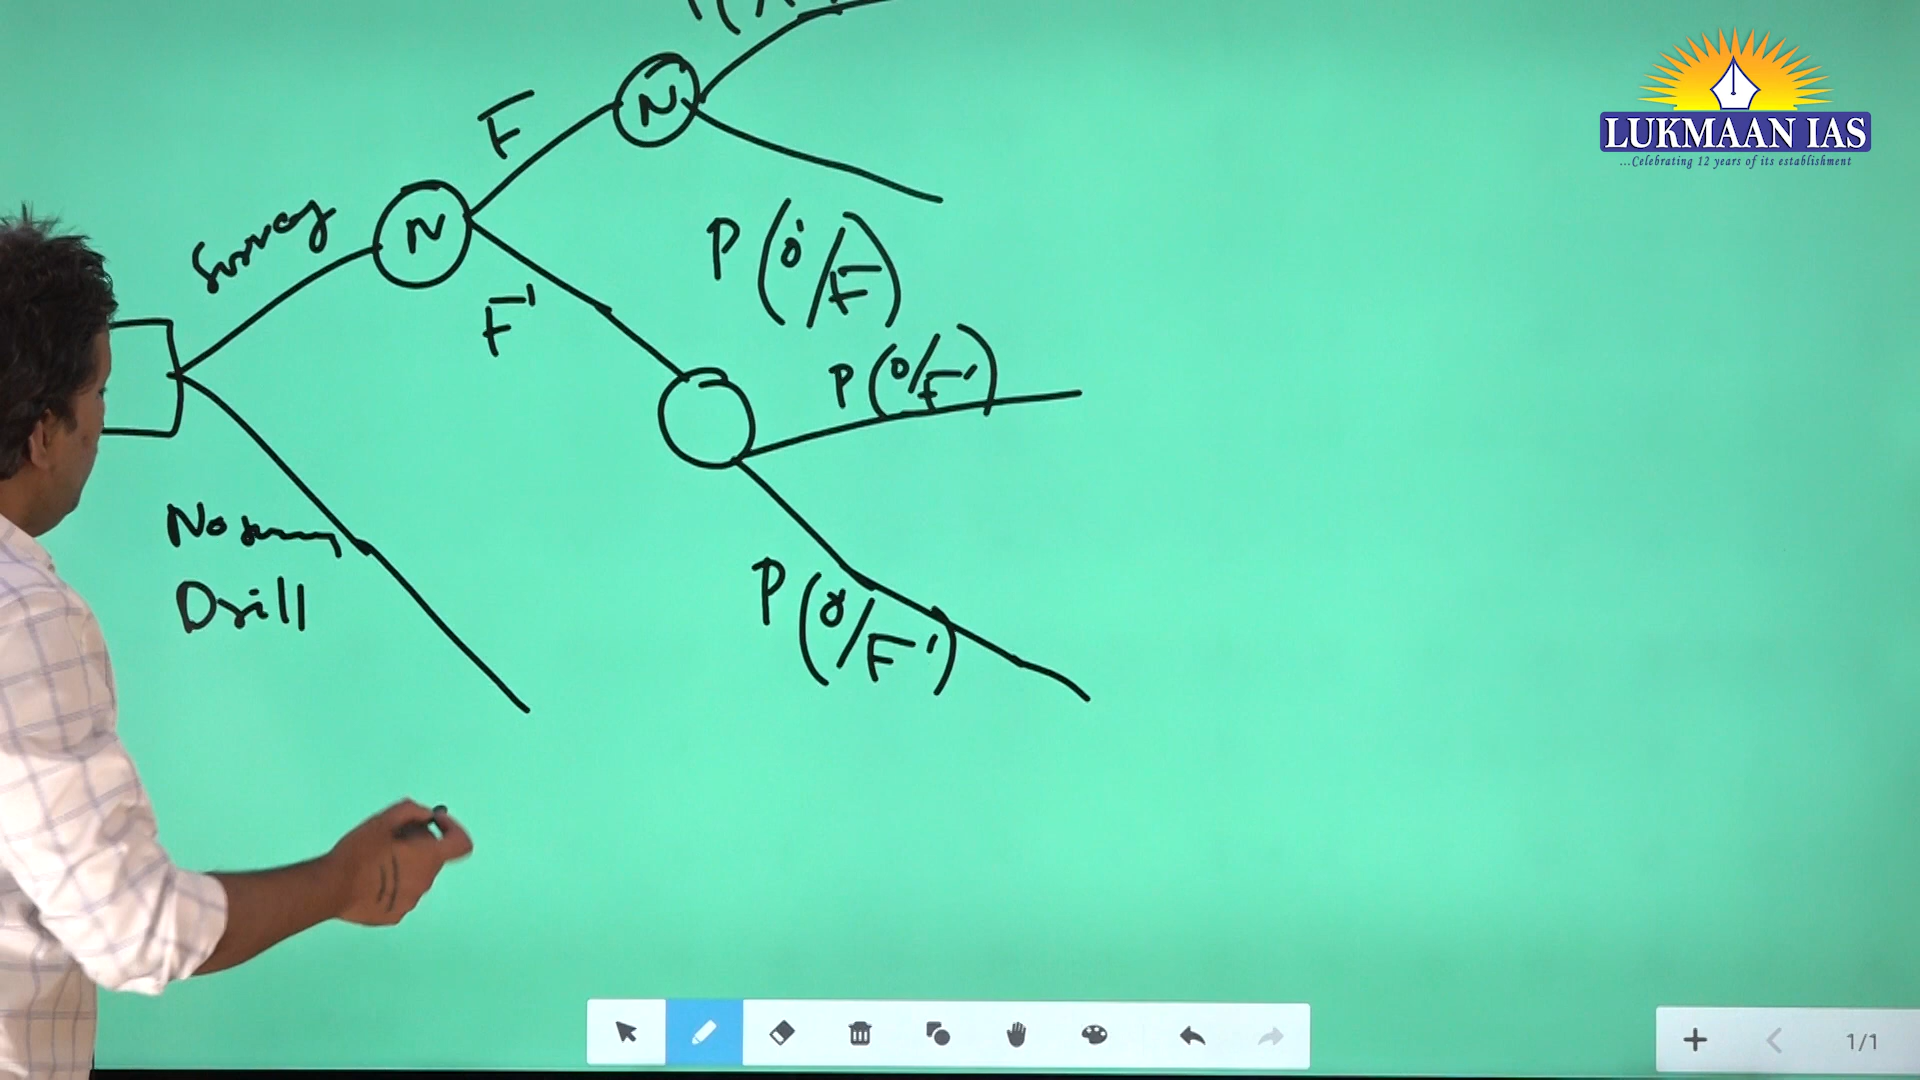 LUKMAAN IAS
...Celebrating 12 years of its establishment
F
N
Survey
N
P(O'/F)
F'
P(O/F')
No
Drill
P(O'/F')
1/1